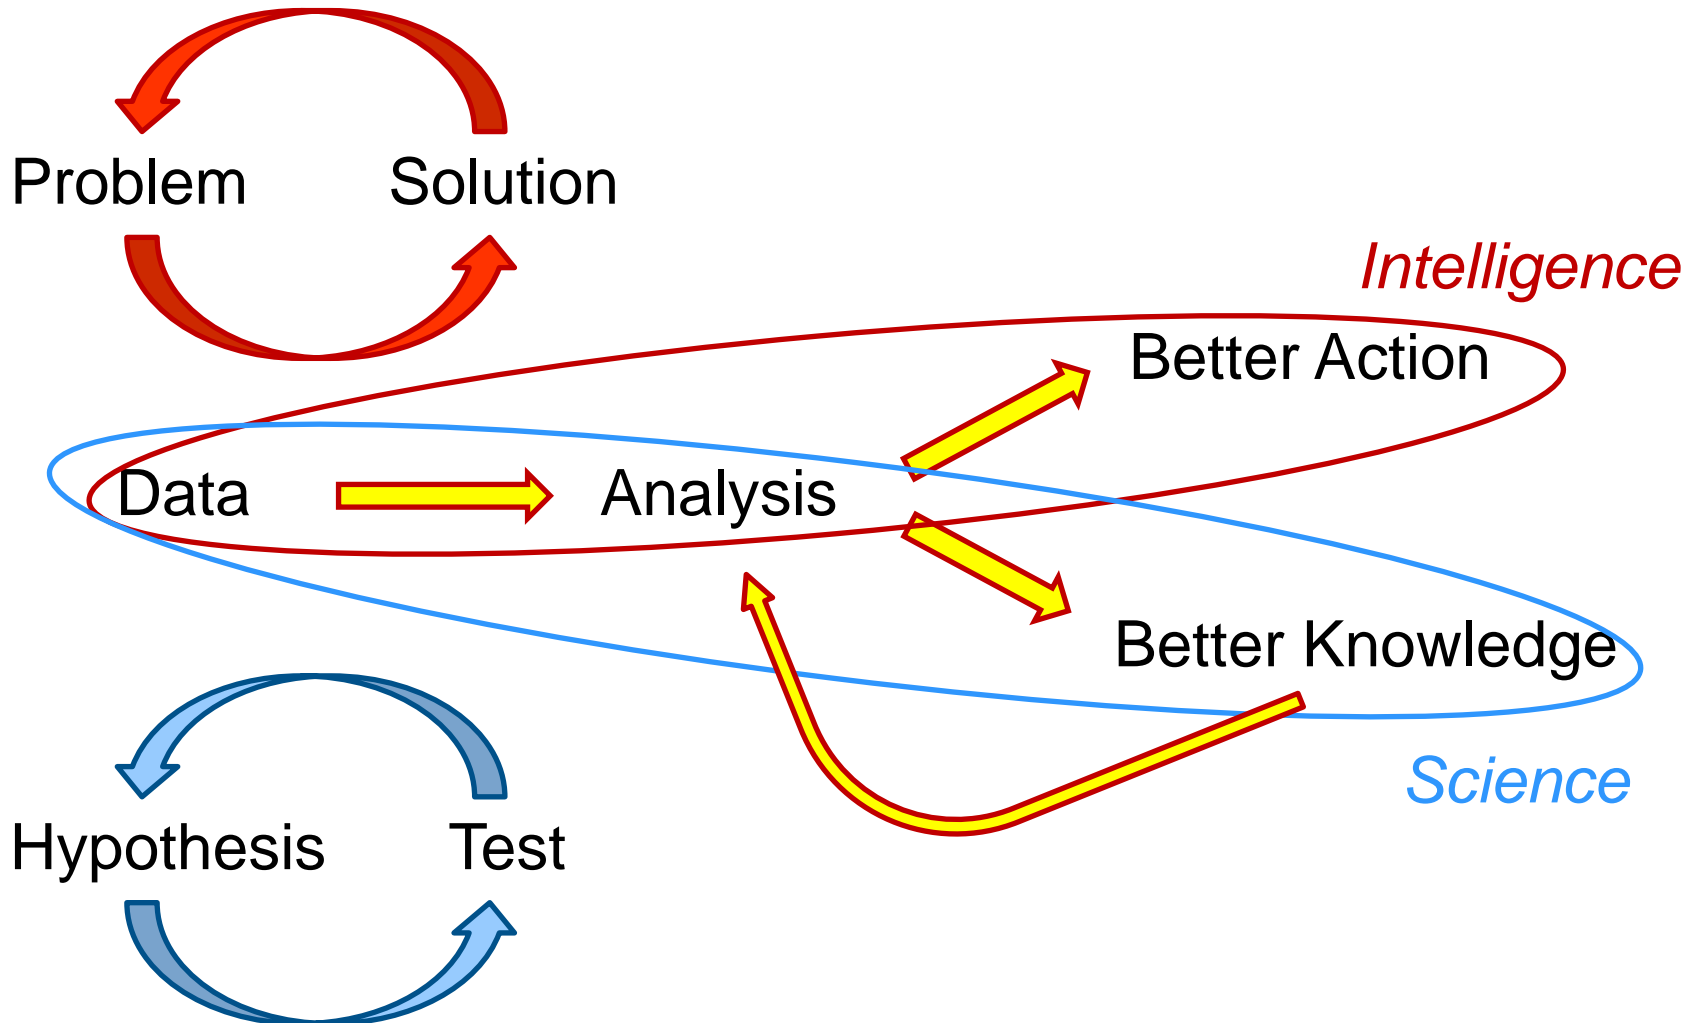 Problem
Solution
Intelligence
Better Action
Data
Analysis
Better Knowledge
Science
Hypothesis
Test